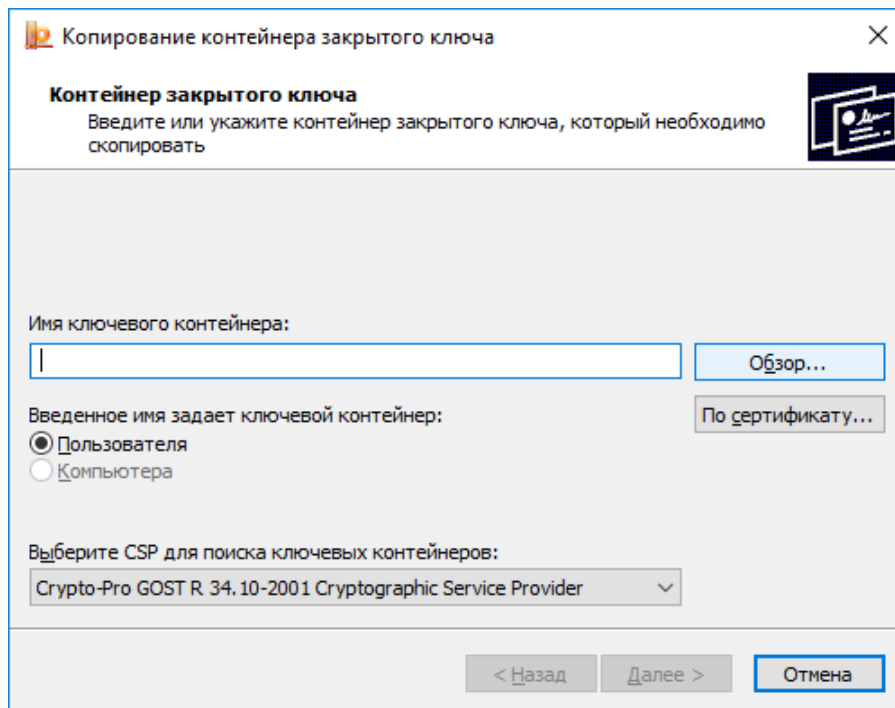 Копирование контейнера закрытого ключа
Контейнер закрытого ключа
Введите или укажите контейнер закрытого ключа, который необходимо
скопировать
Имя ключевого контейнера:
Обзор...
Введенное имя задает ключевой контейнер:
По сертификату...
Пользователя
Компьютера
Выберите CSP для поиска ключевых контейнеров:
Crypto-Pro GOST R 34.10-2001 Cryptographic Service Provider
< Назад
Далее >
Отмена